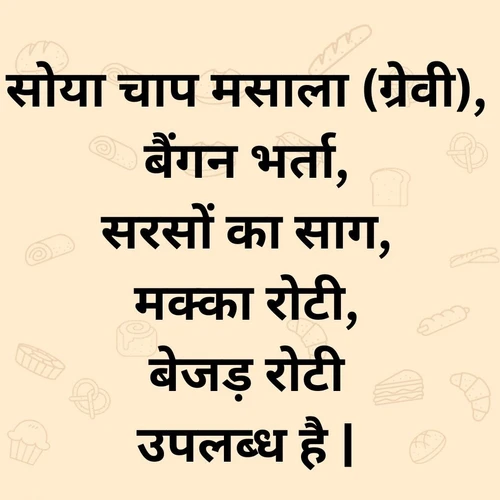 सोया चाप मसाला (ग्रेवी),
बैंगन भर्ता,
सरसों का साग,
मक्का रोटी,
बेजड़ रोटी
उपलब्ध है |